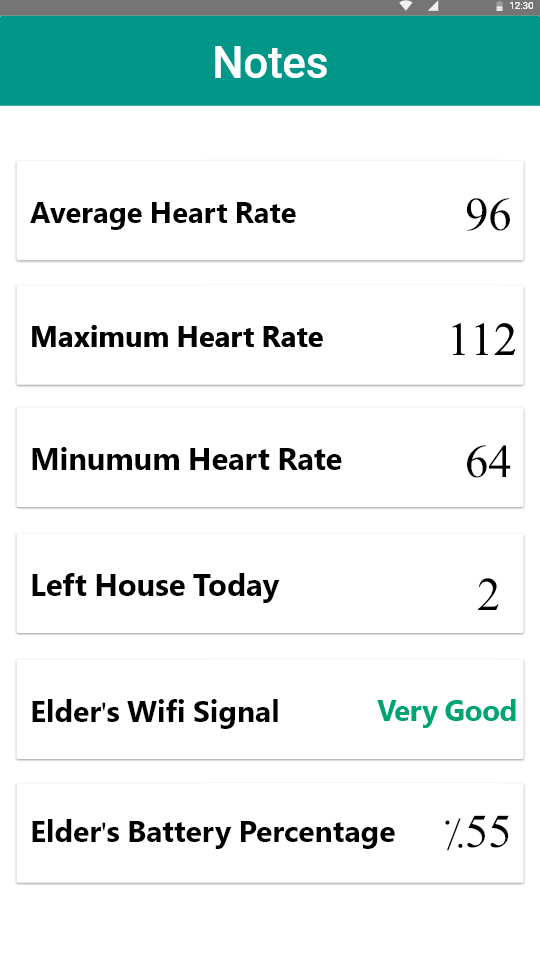 12:30
Notes
Average Heart Rate 96
Maximum Heart Rate 112
Minumum Heart Rate 64
Left House Today 2
Elder's Wifi Signal Very Good
Elder's Battery Percentage ٪55